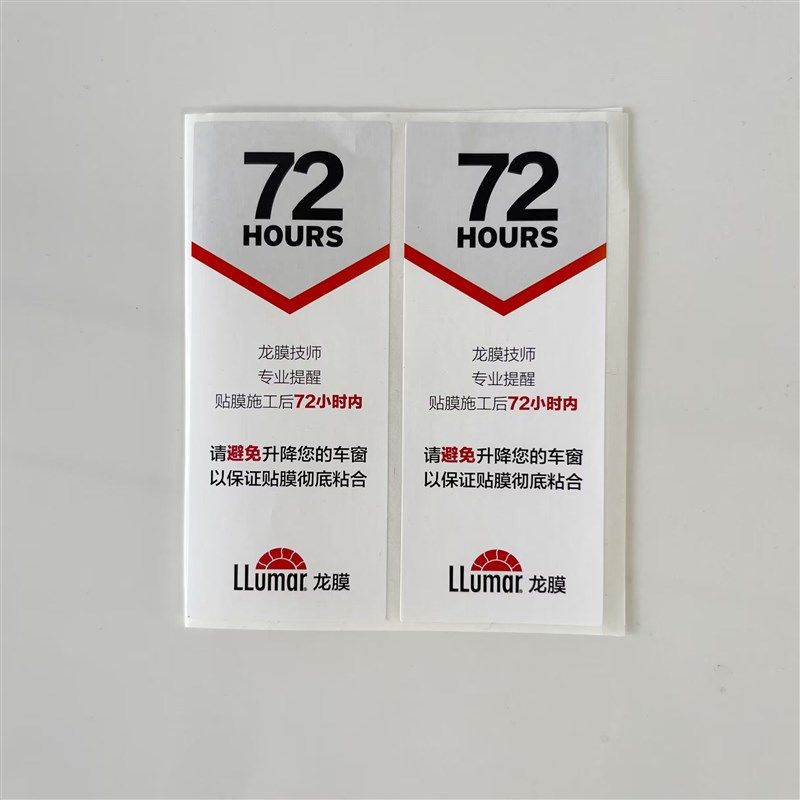 72
HOURS
龙膜技师
专业提醒
贴膜施工后72小时内
请避免升降您的车窗
以保证贴膜彻底粘合
LLumar® 龙膜
72
HOURS
龙膜技师
专业提醒
贴膜施工后72小时内
请避免升降您的车窗
以保证贴膜彻底粘合
LLumar® 龙膜